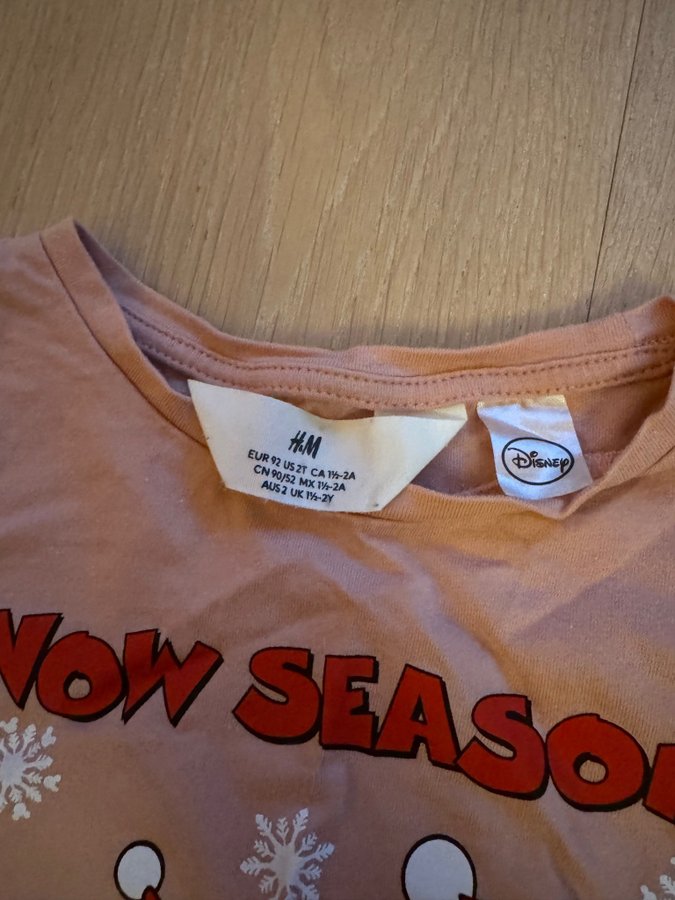 H&M
EUR 92 US 2T CA 1½-2A
CN 90/52 MX 1½-2A
AUS 2 UK 1½-2Y
Disney
NOW SEASON